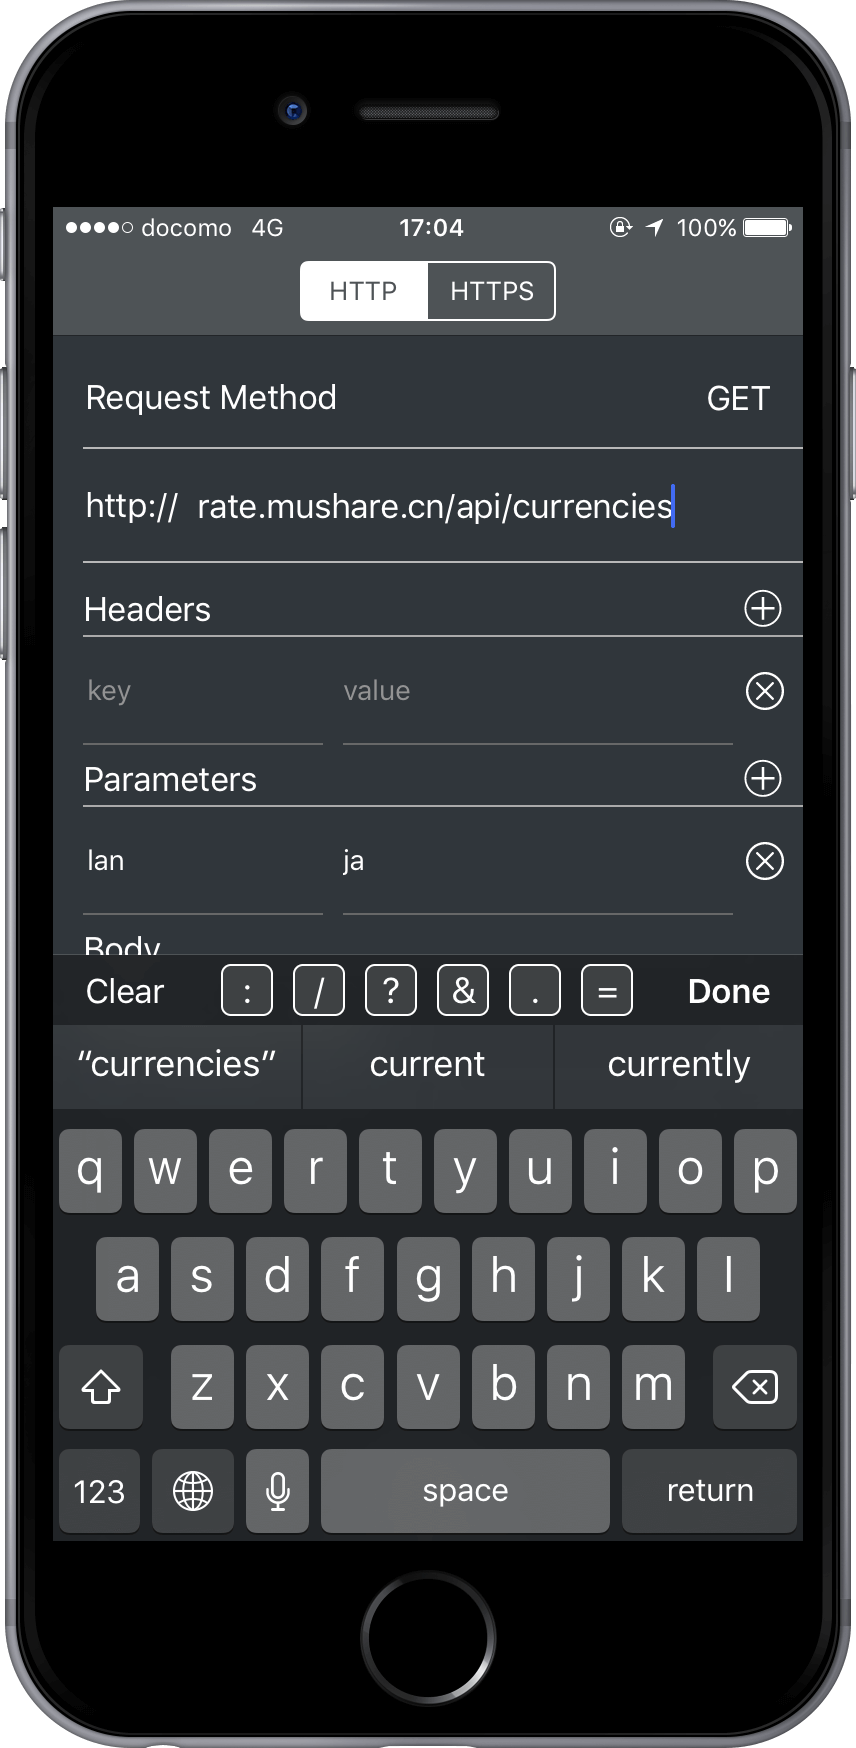 docomo 4G 17:04 100%
HTTP HTTPS
Request Method GET
http:// rate.mushare.cn/api/currencies
Headers
key value
Parameters
lan ja
Body
Clear : / ? & . = Done
“currencies” current currently
q w e r t y u i o p
a s d f g h j k l
z x c v b n m
123 space return